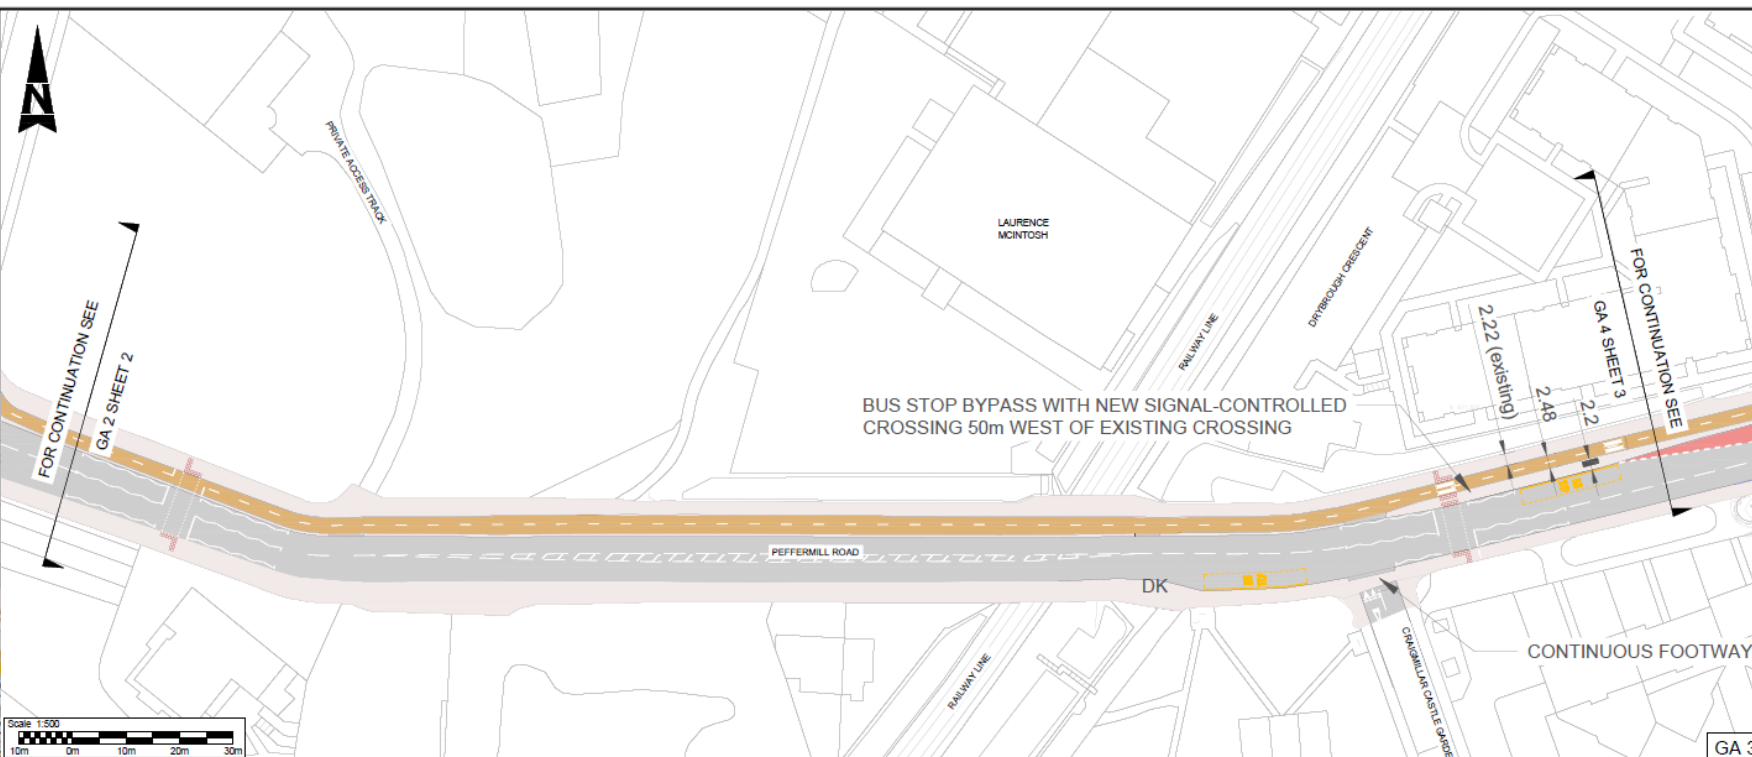 N
PRIVATE ACCESS TRACK
LAURENCE
MCINTOSH
RAILWAY LINE
DRYBROUGH CRESCENT
FOR CONTINUATION SEE
GA 2 SHEET 2
FOR CONTINUATION SEE
GA 4 SHEET 3
2.22 (existing)
2.48
2.2
BUS STOP BYPASS WITH NEW SIGNAL-CONTROLLED
CROSSING 50m WEST OF EXISTING CROSSING
PEFFERMILL ROAD
DK
CONTINUOUS FOOTWAY
CRAIGMILLAR CASTLE GARDE
RAILWAY LINE
Scale 1:500
10m 0m 10m 20m 30m
GA 3